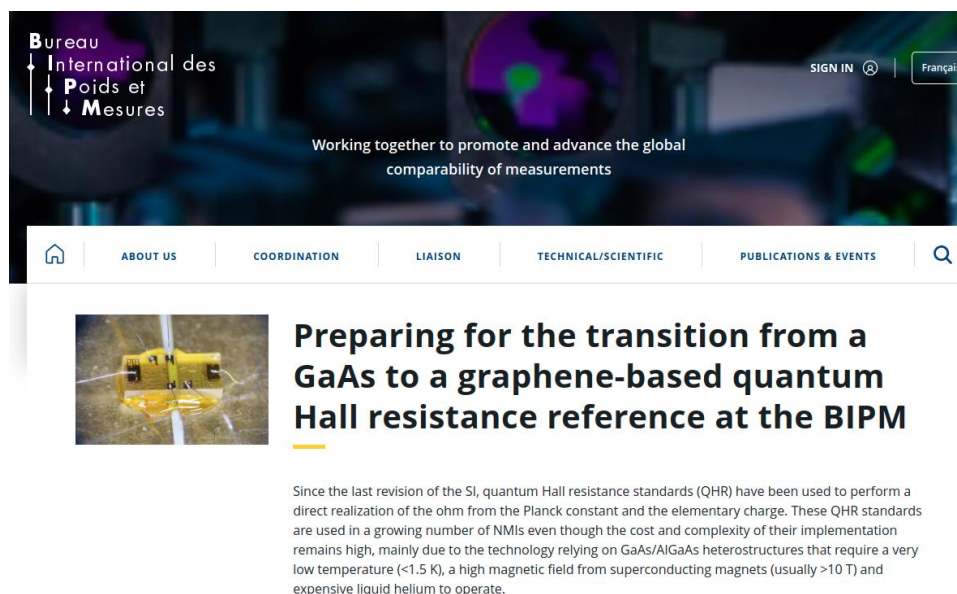 Bureau
International des
Poids et
Mesures
SIGN IN
Françai
Working together to promote and advance the global
comparability of measurements
ABOUT US
COORDINATION
LIAISON
TECHNICAL/SCIENTIFIC
PUBLICATIONS & EVENTS
Preparing for the transition from a
GaAs to a graphene-based quantum
Hall resistance reference at the BIPM
Since the last revision of the SI, quantum Hall resistance standards (QHR) have been used to perform a
direct realization of the ohm from the Planck constant and the elementary charge. These QHR standards
are used in a growing number of NMIs even though the cost and complexity of their implementation
remains high, mainly due to the technology relying on GaAs/AlGaAs heterostructures that require a very
low temperature (<1.5 K), a high magnetic field from superconducting magnets (usually >10 T) and
expensive liquid helium to operate.